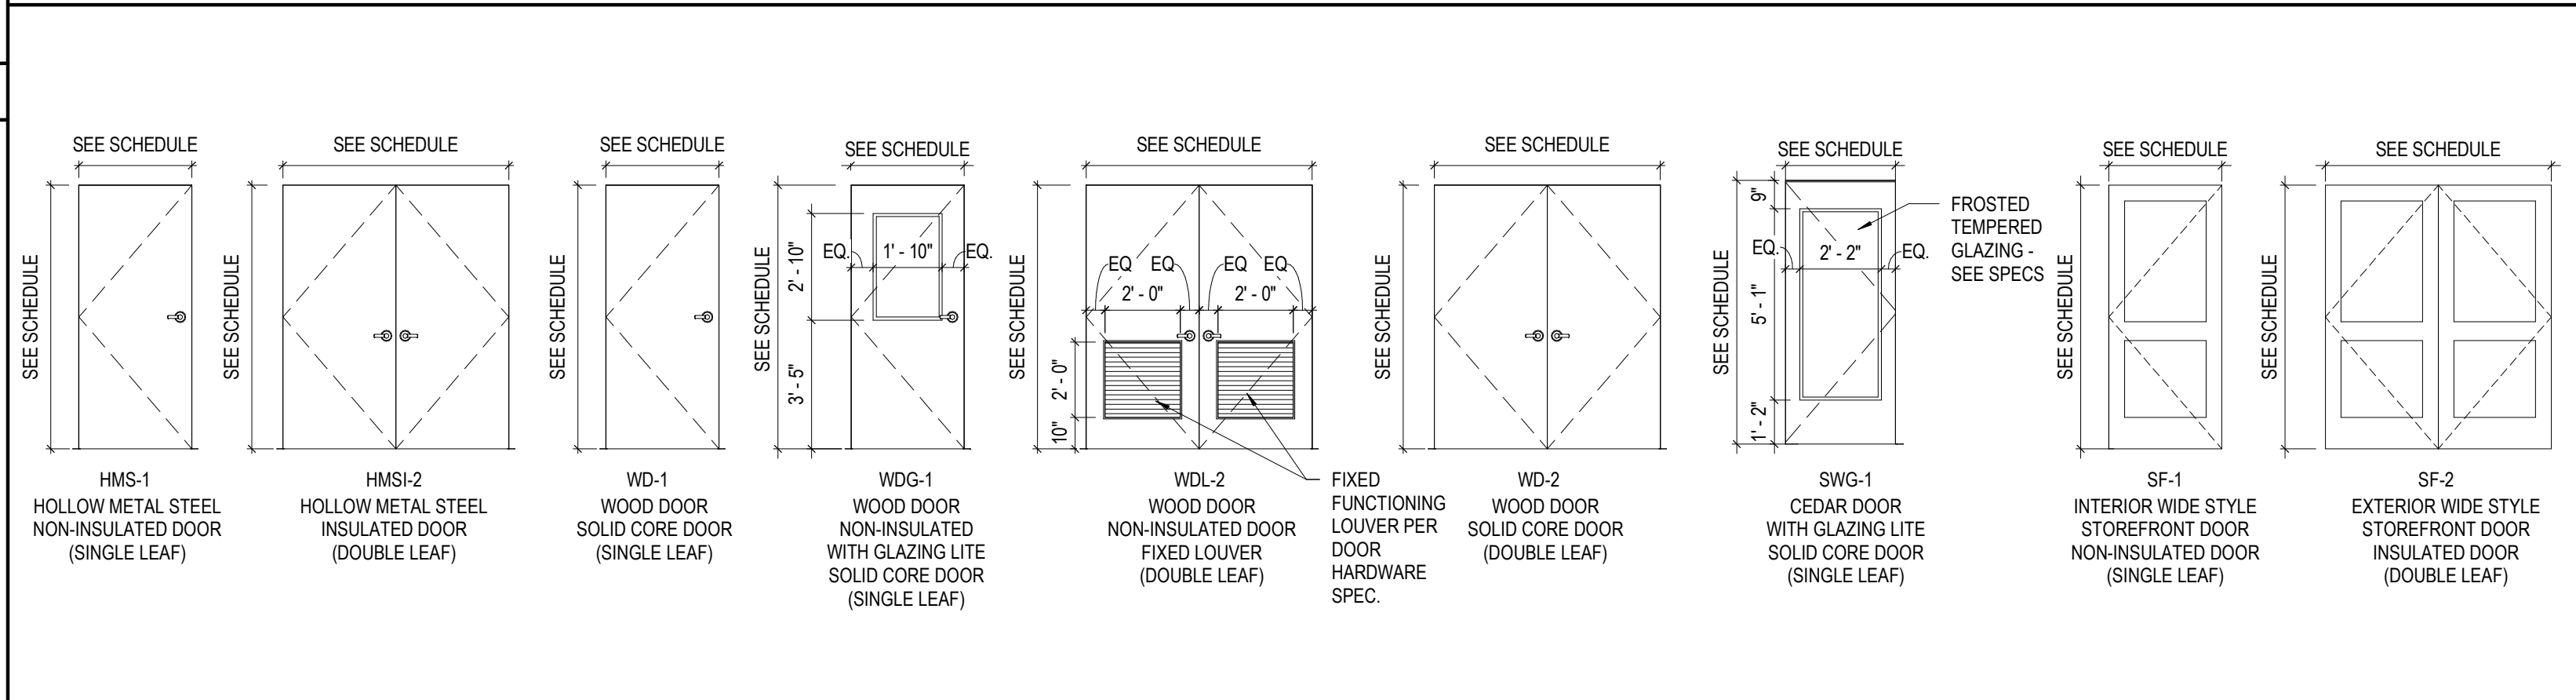 SEE SCHEDULE
SEE SCHEDULE
HMS-1
HOLLOW METAL STEEL
NON-INSULATED DOOR
(SINGLE LEAF)
SEE SCHEDULE
SEE SCHEDULE
HMSI-2
HOLLOW METAL STEEL
INSULATED DOOR
(DOUBLE LEAF)
SEE SCHEDULE
SEE SCHEDULE
WD-1
WOOD DOOR
SOLID CORE DOOR
(SINGLE LEAF)
SEE SCHEDULE
SEE SCHEDULE
2' - 10"
3' - 5"
EQ.
1' - 10"
EQ.
WDG-1
WOOD DOOR
NON-INSULATED
WITH GLAZING LITE
SOLID CORE DOOR
(SINGLE LEAF)
SEE SCHEDULE
SEE SCHEDULE
EQ
EQ
EQ
EQ
2' - 0"
2' - 0"
2' - 0"
10"
WDL-2
WOOD DOOR
NON-INSULATED DOOR
FIXED LOUVER
(DOUBLE LEAF)
FIXED
FUNCTIONING
LOUVER PER
DOOR
HARDWARE
SPEC.
SEE SCHEDULE
SEE SCHEDULE
WD-2
WOOD DOOR
SOLID CORE DOOR
(DOUBLE LEAF)
SEE SCHEDULE
SEE SCHEDULE
9"
EQ.
2' - 2"
EQ.
5' - 1"
1' - 2"
FROSTED
TEMPERED
GLAZING -
SEE SPECS
SWG-1
CEDAR DOOR
WITH GLAZING LITE
SOLID CORE DOOR
(SINGLE LEAF)
SEE SCHEDULE
SEE SCHEDULE
SF-1
INTERIOR WIDE STYLE
STOREFRONT DOOR
NON-INSULATED DOOR
(SINGLE LEAF)
SEE SCHEDULE
SEE SCHEDULE
SF-2
EXTERIOR WIDE STYLE
STOREFRONT DOOR
INSULATED DOOR
(DOUBLE LEAF)